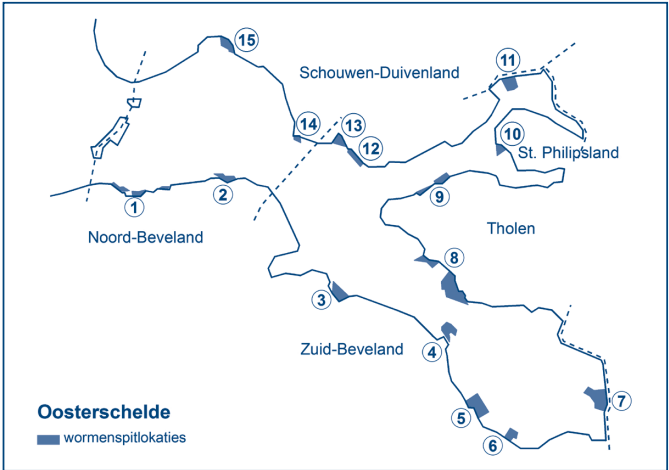 15
11
Schouwen-Duivenland
14
13
12
10
St. Philipsland
1
2
9
Noord-Beveland
Tholen
8
3
Zuid-Beveland
4
7
5
6
Oosterschelde
wormenspitlokaties